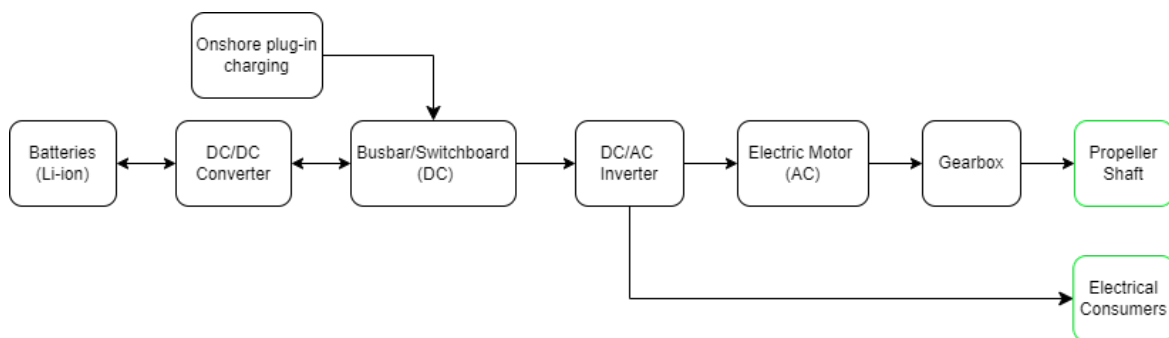 Onshore plug-in
charging
Batteries
(Li-ion)
DC/DC
Converter
Busbar/Switchboard
(DC)
DC/AC
Inverter
Electric Motor
(AC)
Gearbox
Propeller
Shaft
Electrical
Consumers